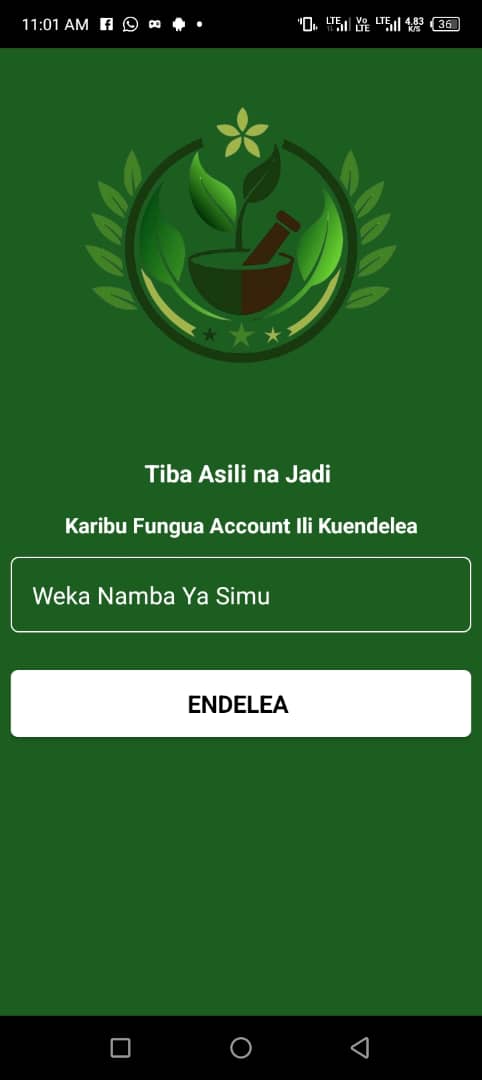 11:01 AM
LTE Vo LTE LTE 4.83 K/S 36
Tiba Asili na Jadi
Karibu Fungua Account Ili Kuendelea
Weka Namba Ya Simu
ENDELEA